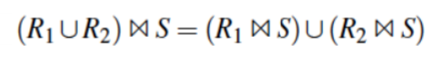 (R₁ ∪ R₂) ⋈ S = (R₁ ⋈ S) ∪ (R₂ ⋈ S)